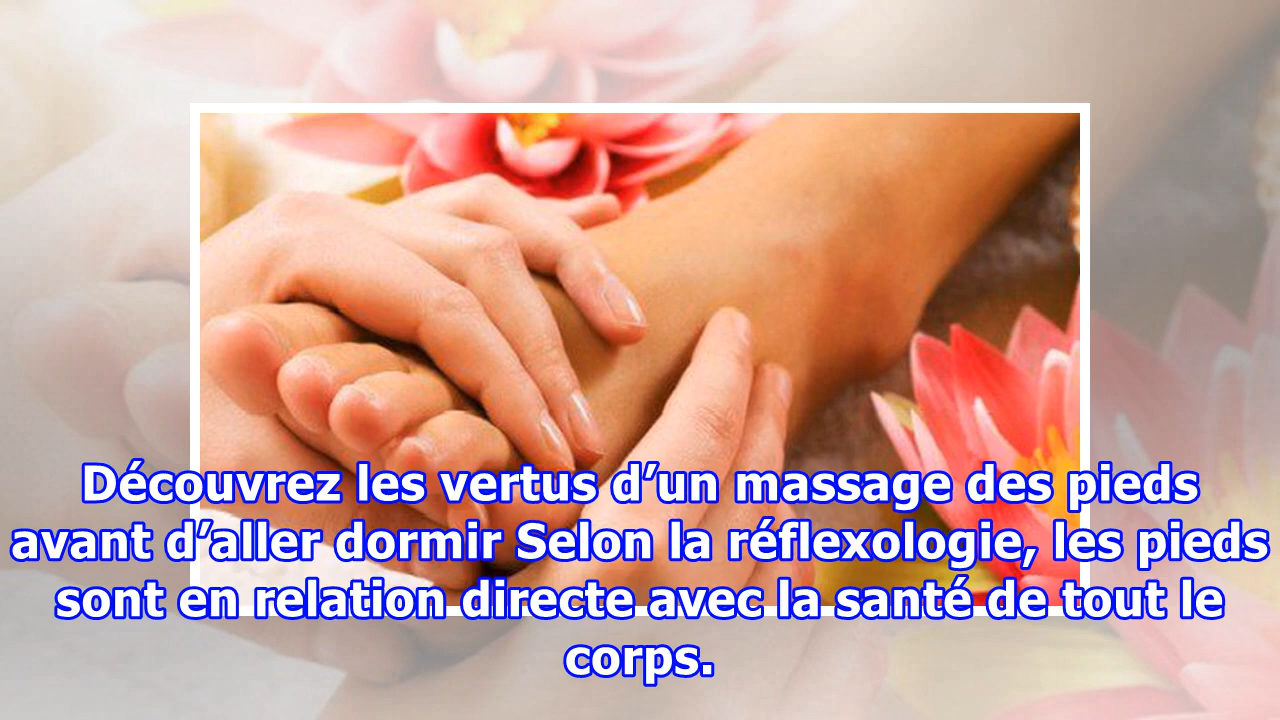 Découvrez les vertus d’un massage des pieds
avant d’aller dormir Selon la réflexologie, les pieds
sont en relation directe avec la santé de tout le
corps.